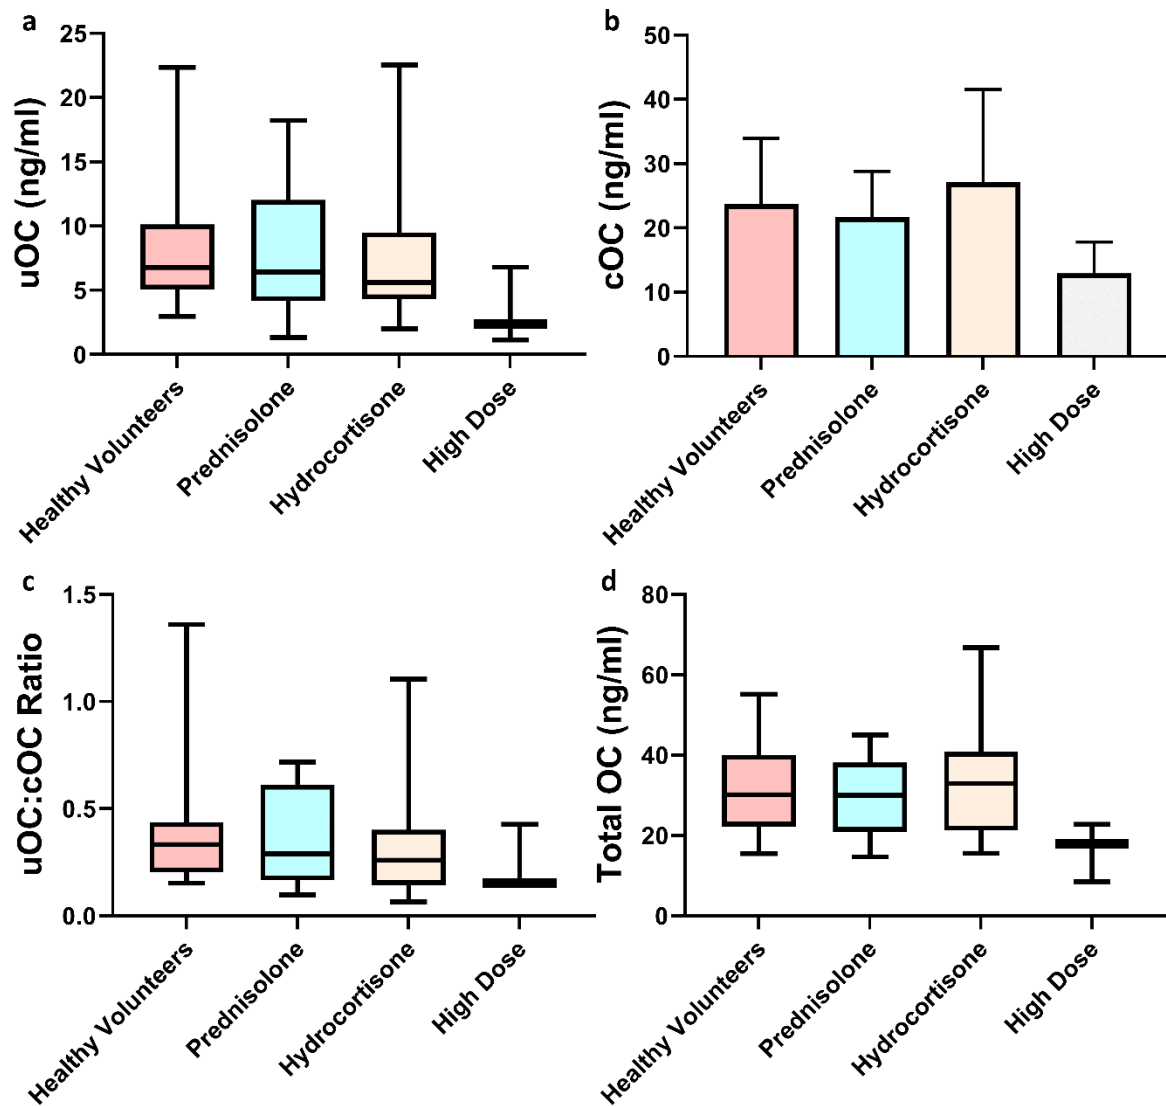 a
uOC (ng/ml)
25
20
15
10
5
0
Healthy Volunteers
Prednisolone
Hydrocortisone
High Dose
b
cOC (ng/ml)
50
40
30
20
10
0
Healthy Volunteers
Prednisolone
Hydrocortisone
High Dose
c
uOC:cOC Ratio
1.5
1.0
0.5
0.0
Healthy Volunteers
Prednisolone
Hydrocortisone
High Dose
d
Total OC (ng/ml)
80
60
40
20
0
Healthy Volunteers
Prednisolone
Hydrocortisone
High Dose